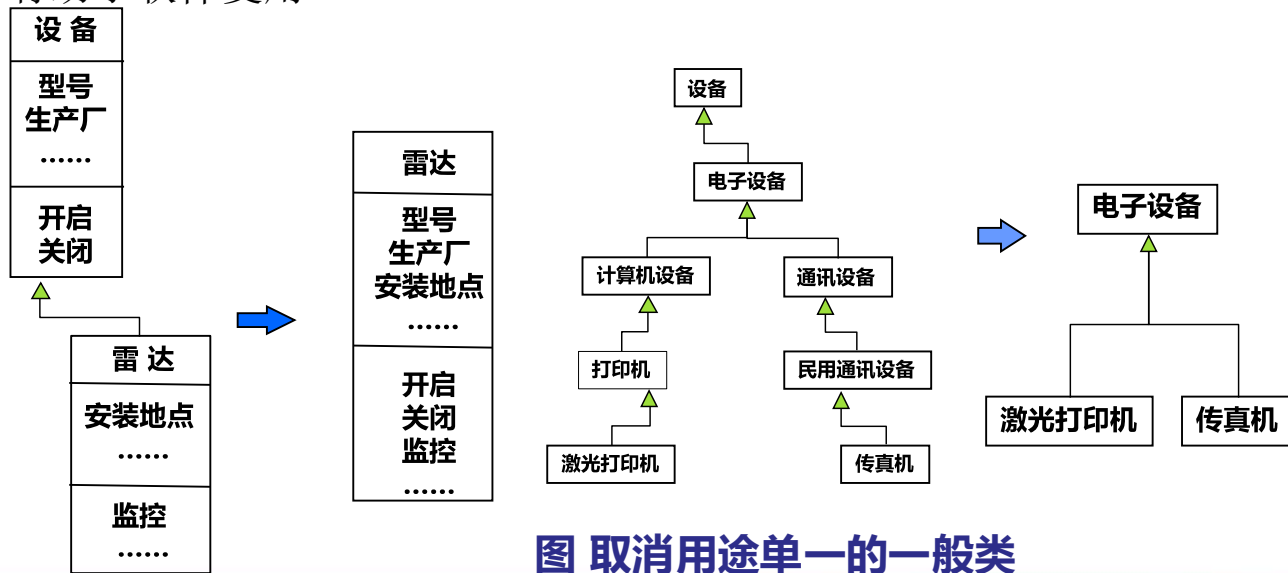 设 备
型号
生产厂
……
开启
关闭
雷 达
安装地点
……
监控
……
雷达
型号
生产厂
安装地点
……
开启
关闭
监控
……
设备
电子设备
计算机设备
通讯设备
打印机
民用通讯设备
激光打印机
传真机
电子设备
激光打印机
传真机
图 取消用途单一的一般类